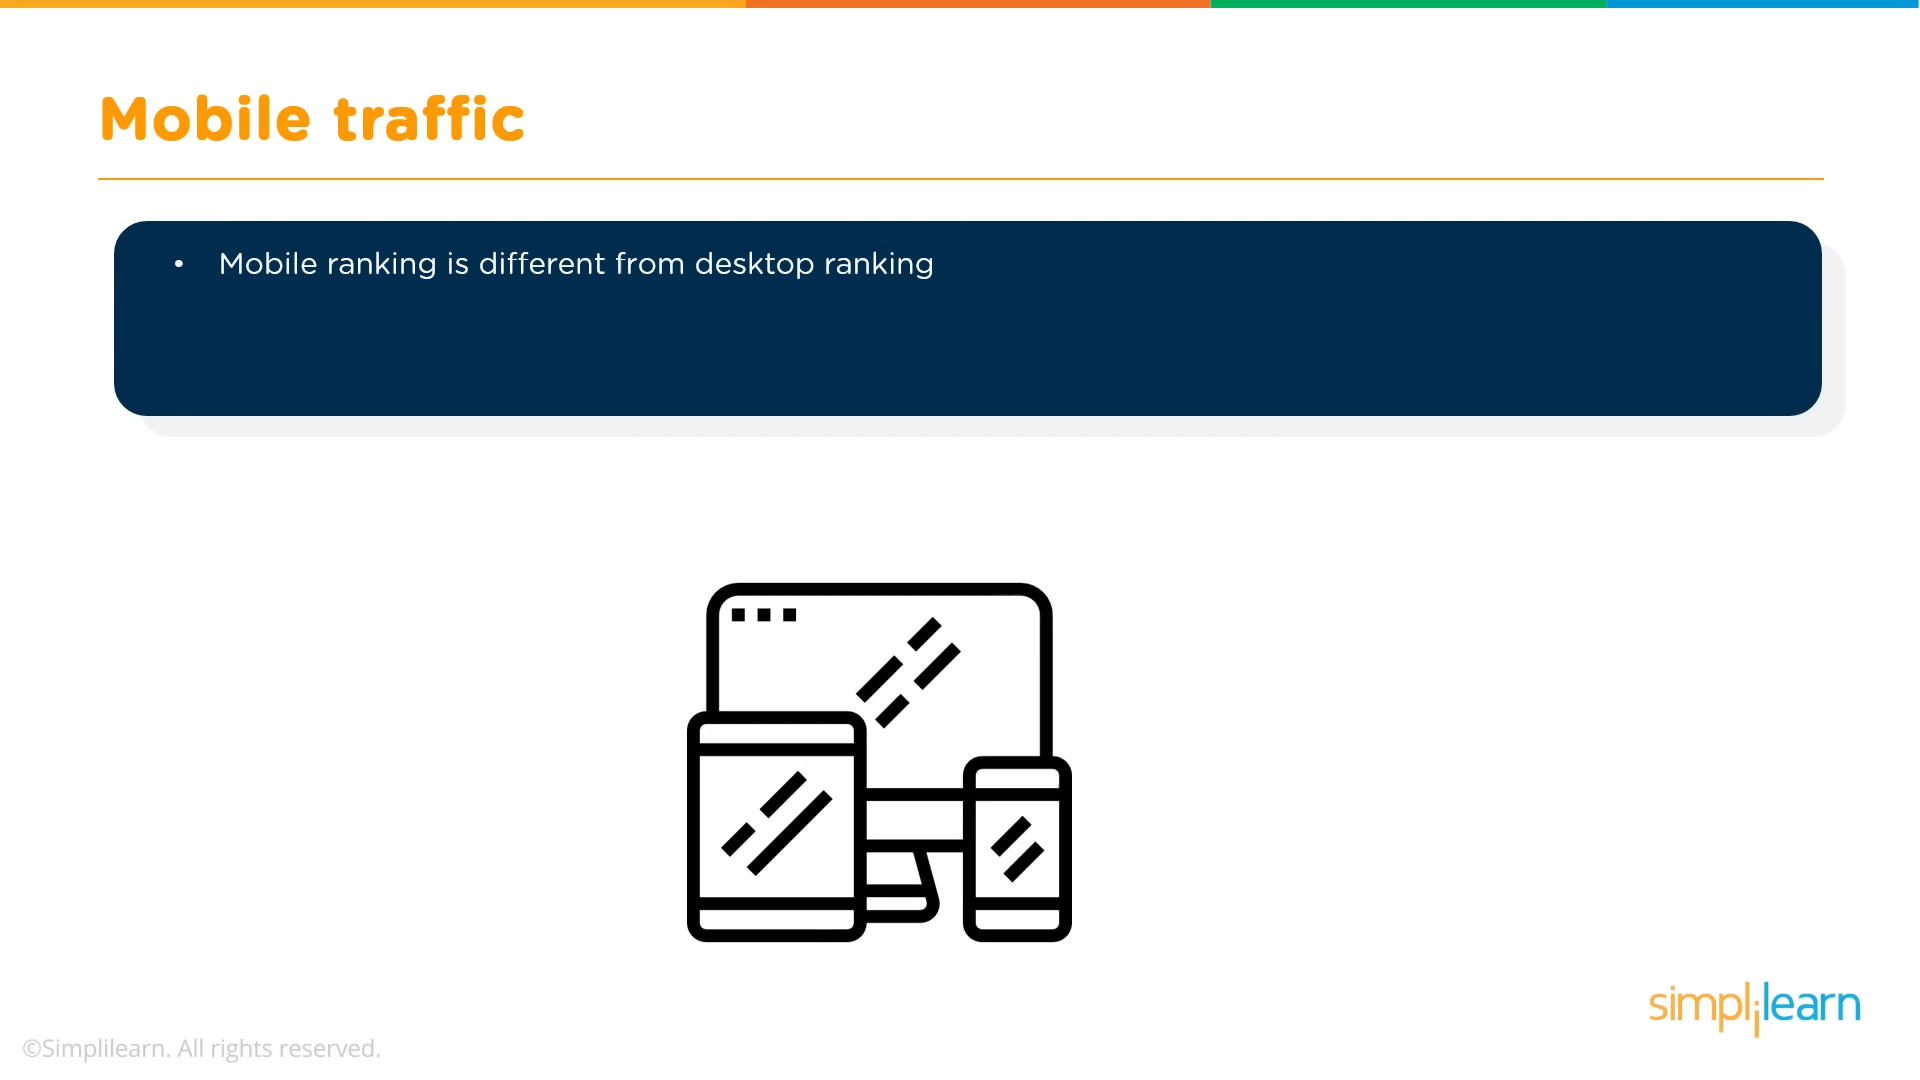 Mobile traffic
• Mobile ranking is different from desktop ranking
simplilearn
©Simplilearn. All rights reserved.